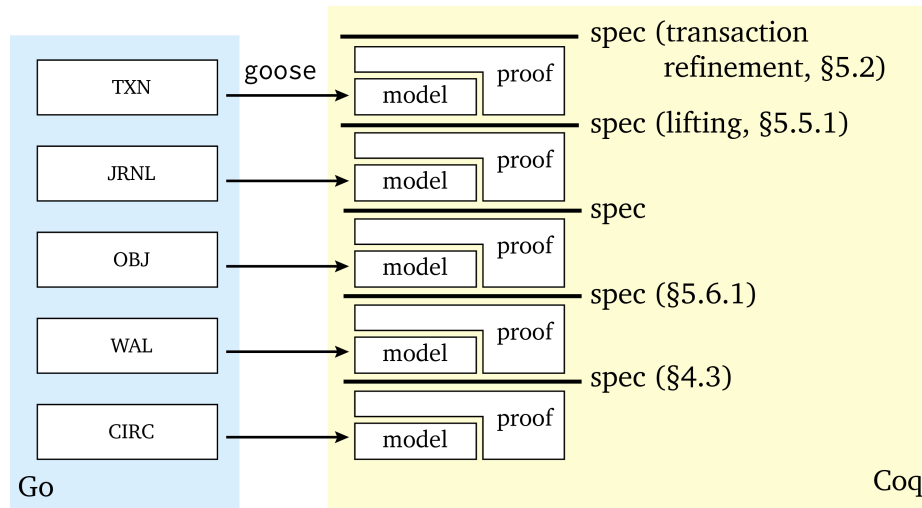 spec (transaction
refinement, §5.2)
goose
TXN
proof
model
spec (lifting, §5.5.1)
JRNL
proof
model
spec
OBJ
proof
model
spec (§5.6.1)
WAL
proof
model
spec (§4.3)
CIRC
proof
model
Go
Coq